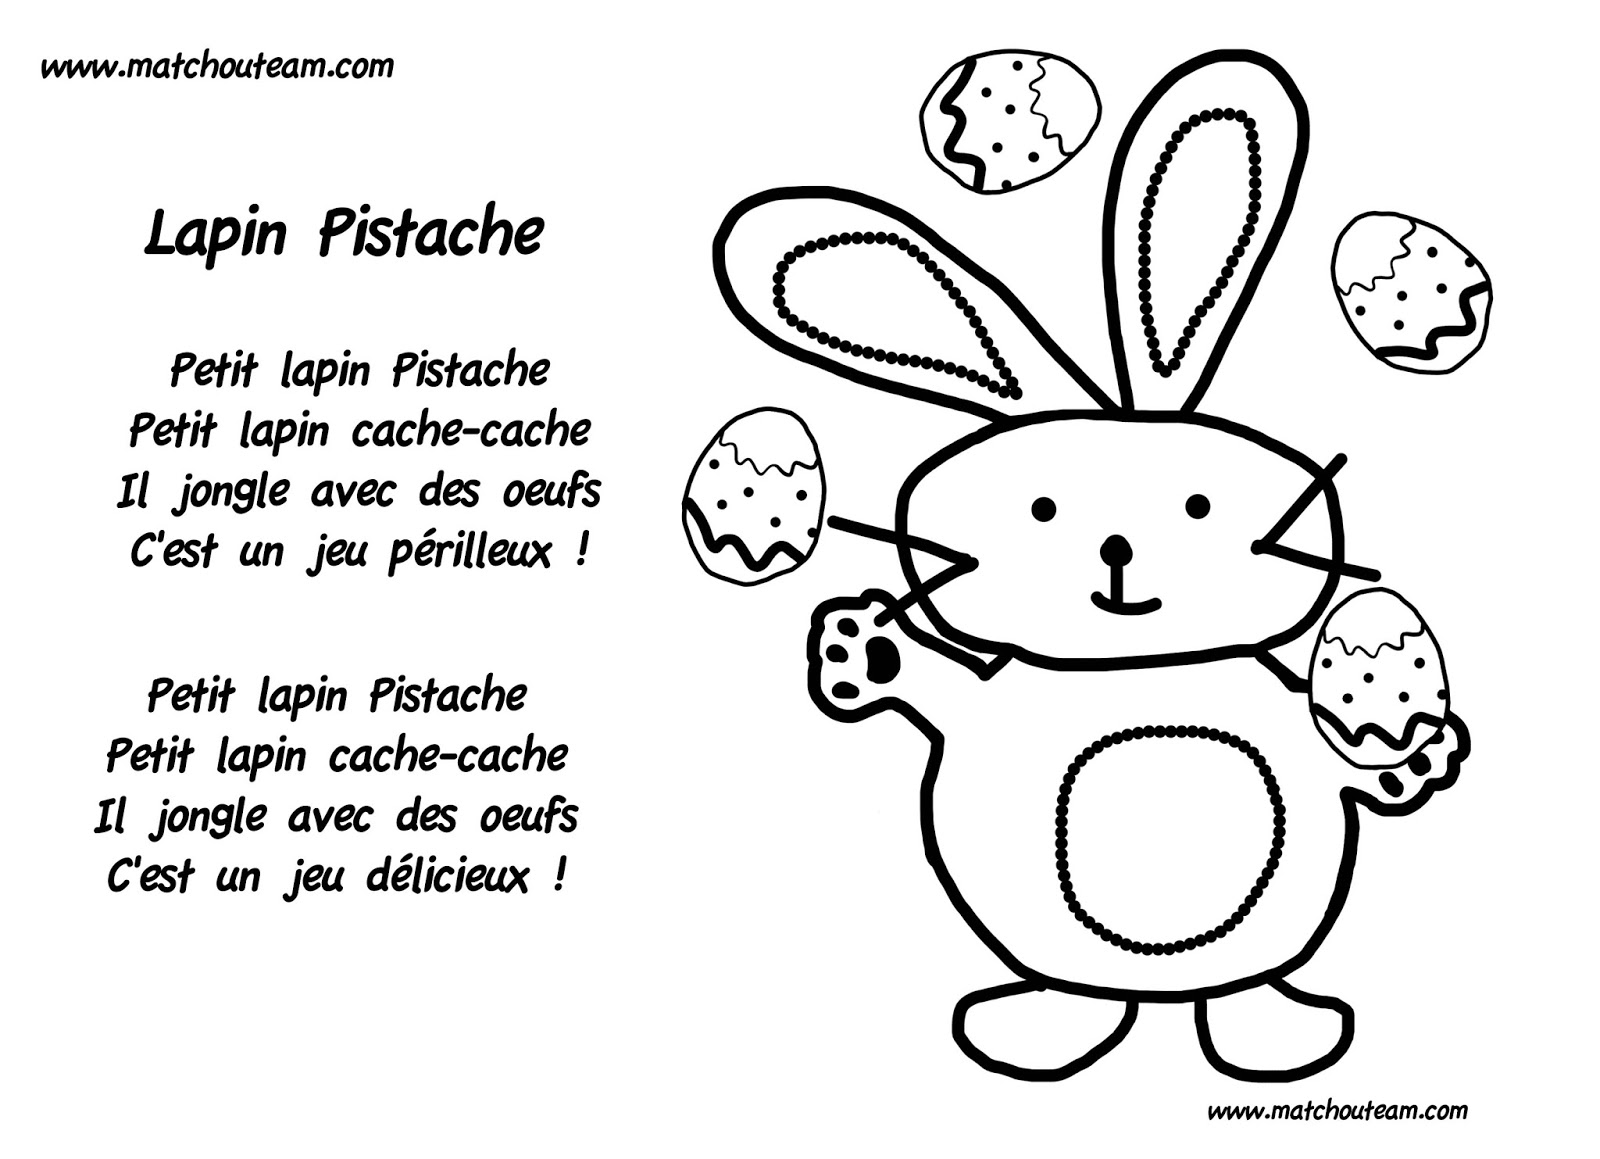 www.matchouteam.com
Lapin Pistache
Petit lapin Pistache
Petit lapin cache-cache
Il jongle avec des oeufs
C'est un jeu périlleux !
Petit lapin Pistache
Petit lapin cache-cache
Il jongle avec des oeufs
C'est un jeu délicieux !
www.matchouteam.com